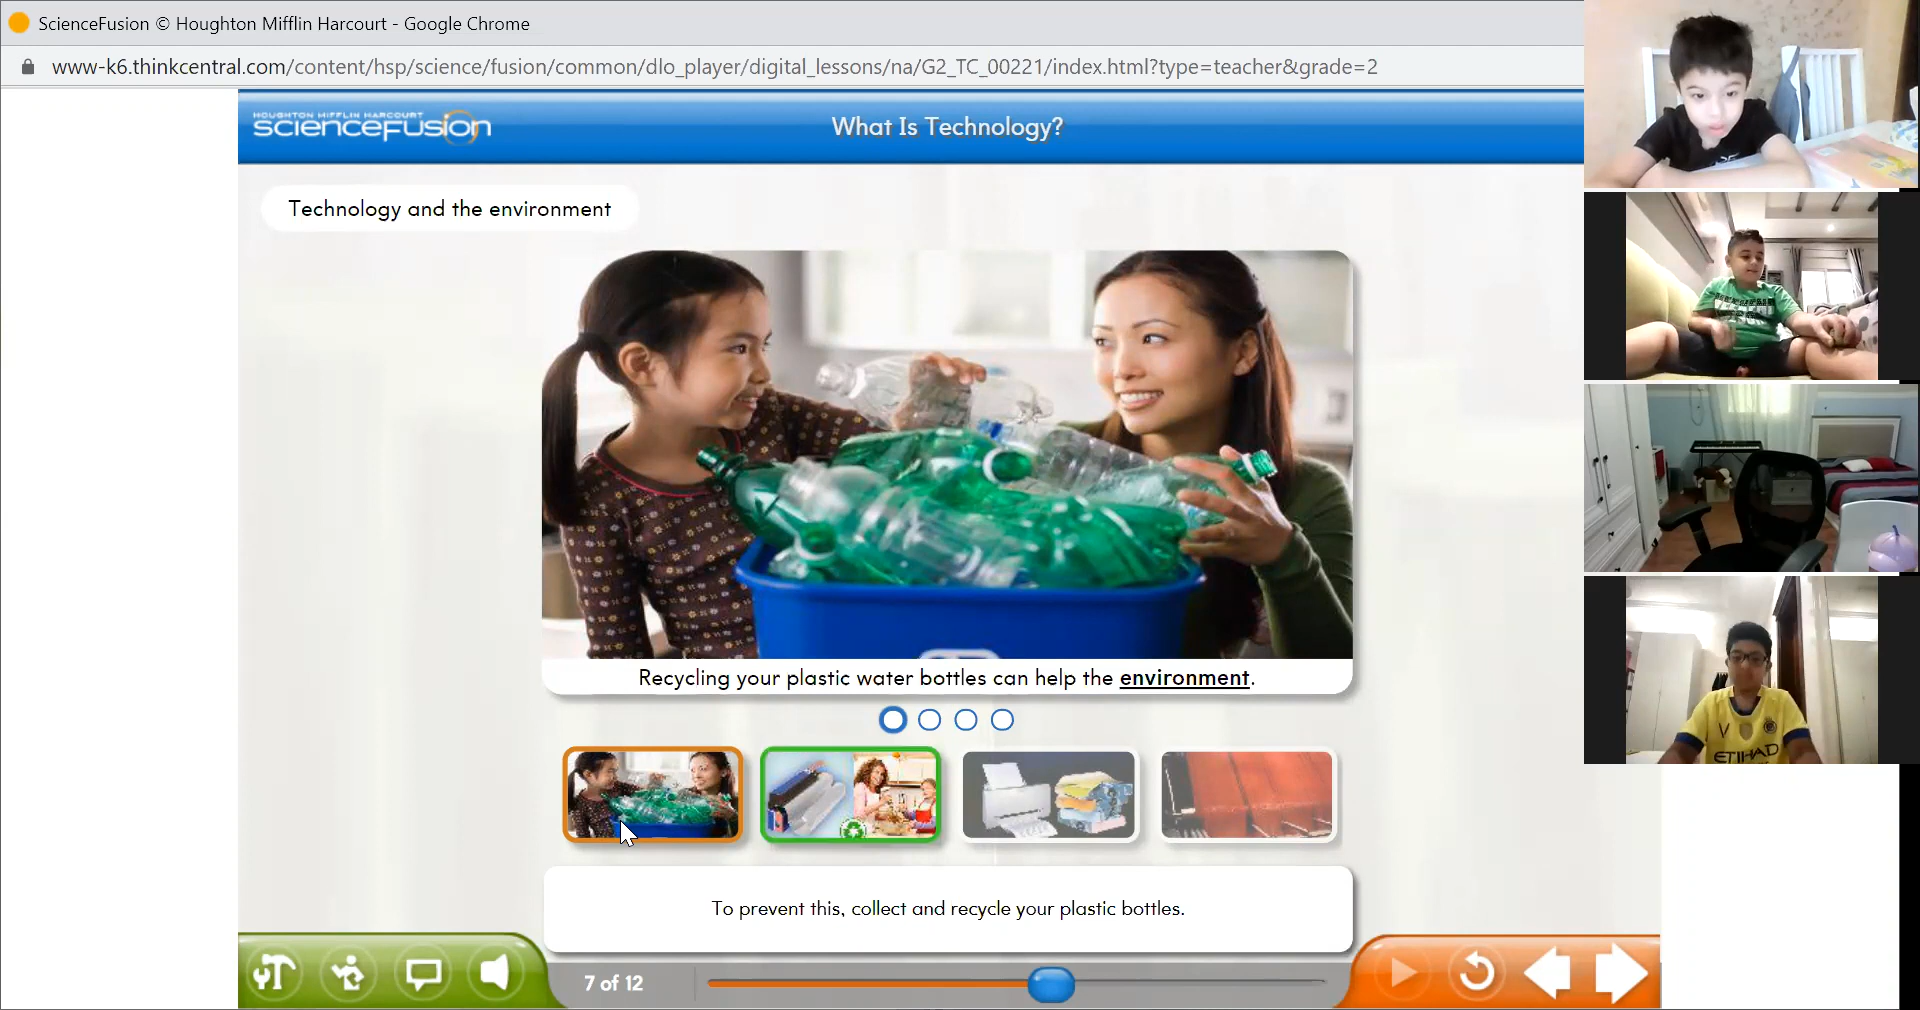 ScienceFusion © Houghton Mifflin Harcourt - Google Chrome
www-k6.thinkcentral.com/content/hsp/science/fusion/common/dlo_player/digital_lessons/na/G2_TC_00221/index.html?type=teacher&grade=2
HOUGHTON MIFFLIN HARCOURT
scienceFusion
What Is Technology?
Technology and the environment
Recycling your plastic water bottles can help the environment.
To prevent this, collect and recycle your plastic bottles.
7 of 12
ETIHAD